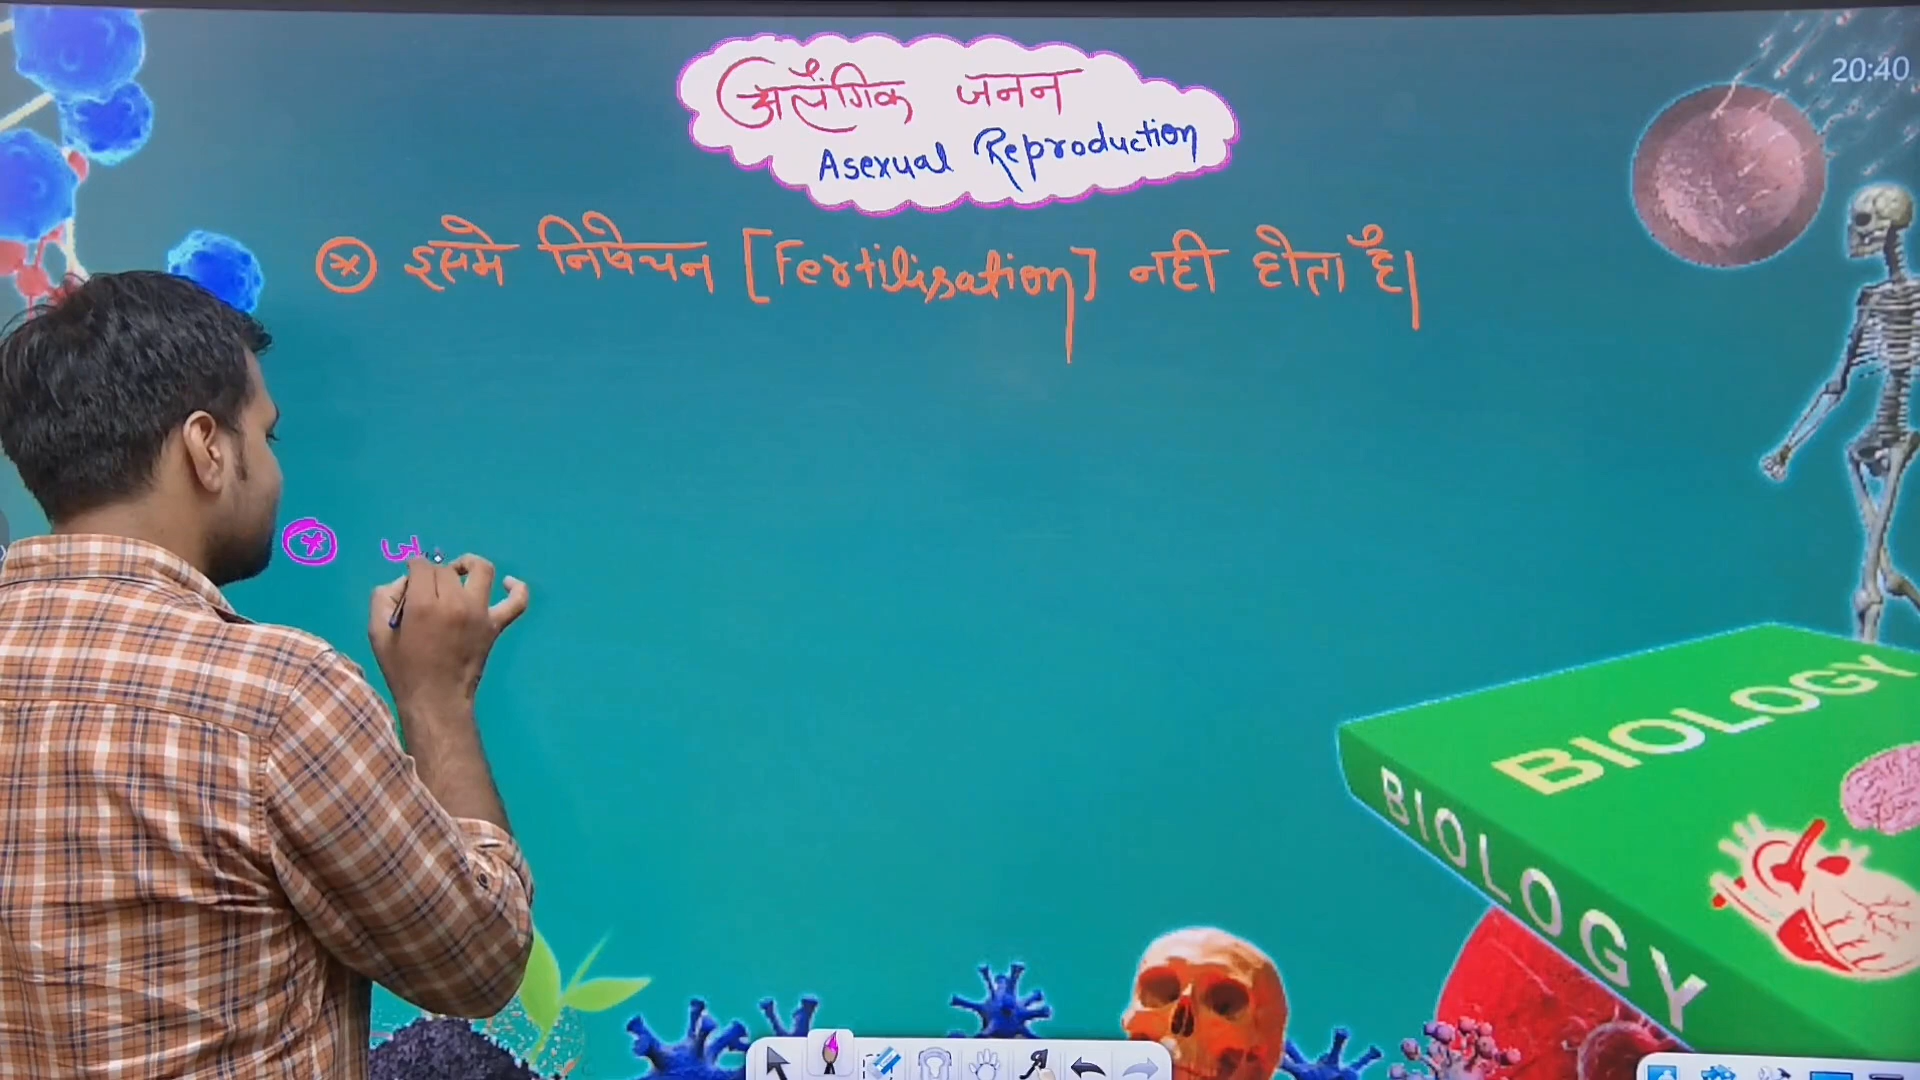 20:40
अलैंगिक जनन
Asexual Reproduction
इसमे निषेचन [Fertilisation] नही होता है।
BIOLOGY
BIOLOGY